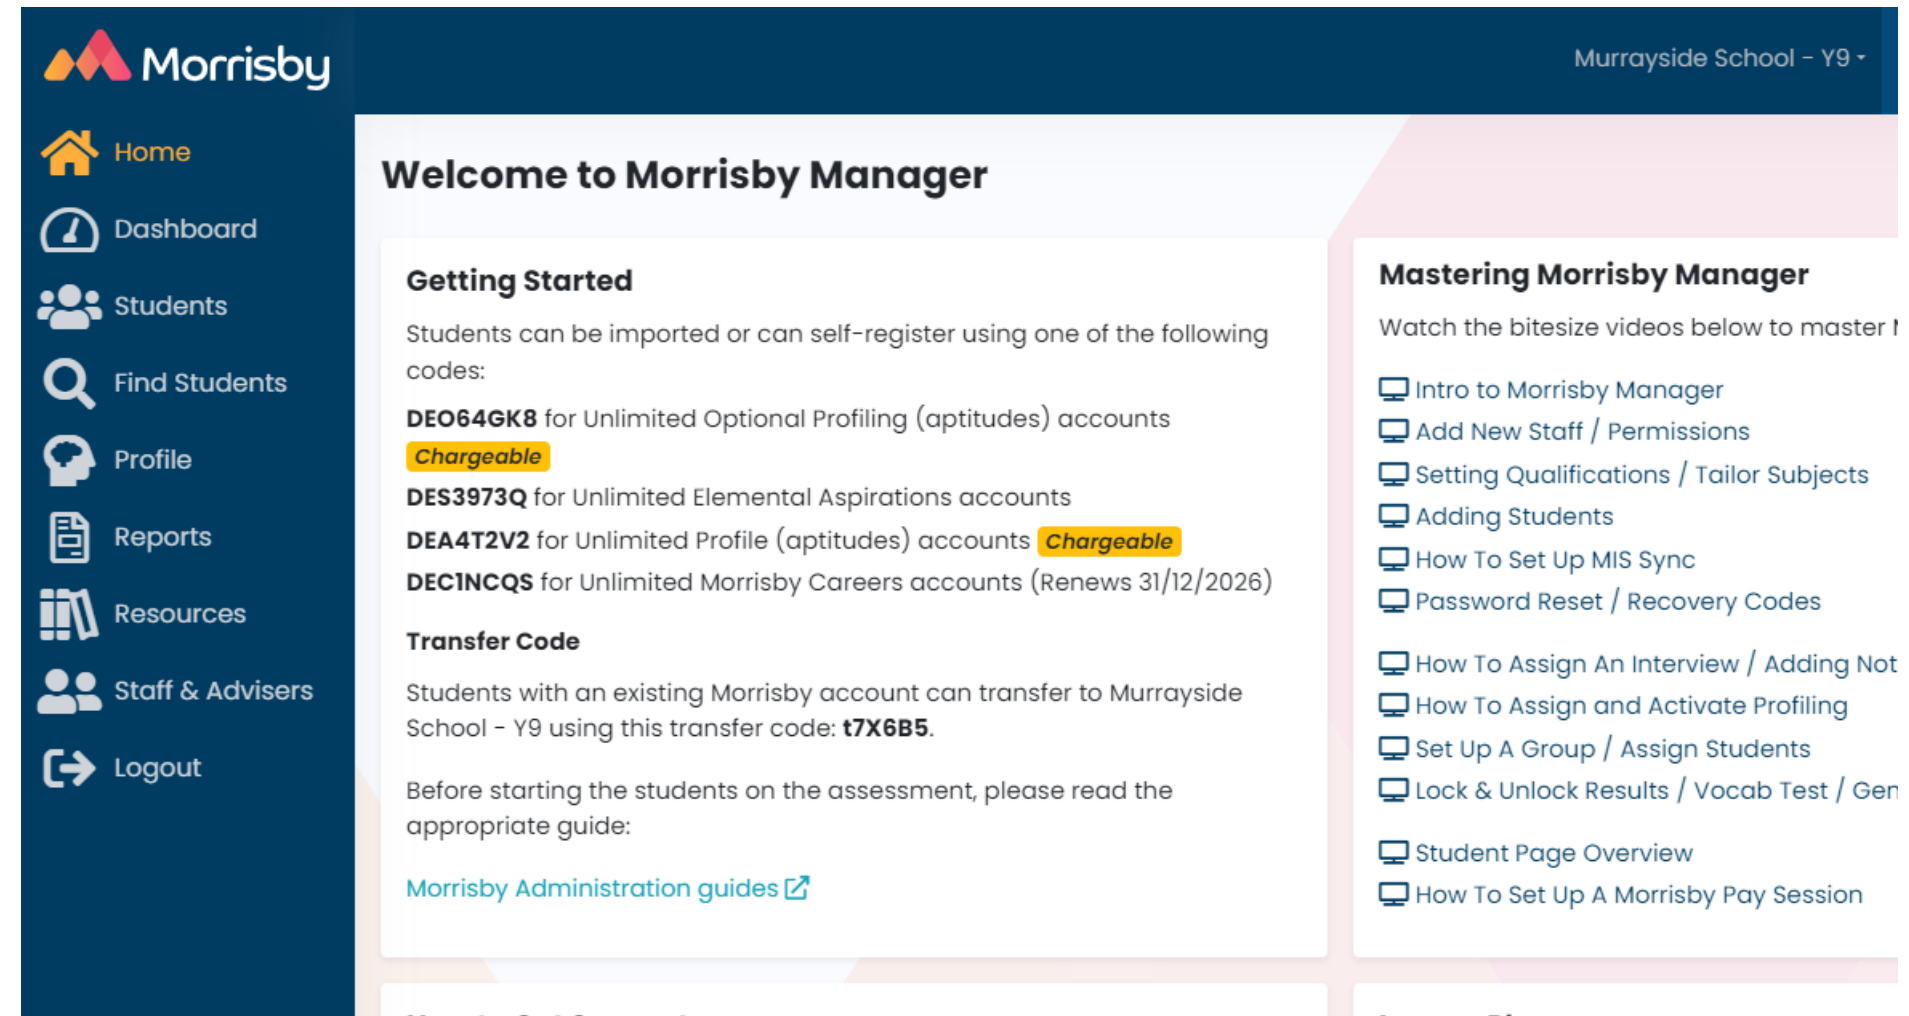 Morrisby
Murrayside School - Y9
Home
Dashboard
Students
Find Students
Profile
Reports
Resources
Staff & Advisers
Logout
Welcome to Morrisby Manager
Getting Started
Students can be imported or can self-register using one of the following
codes:
DEO64GK8 for Unlimited Optional Profiling (aptitudes) accounts
Chargeable
DES3973Q for Unlimited Elemental Aspirations accounts
DEA4T2V2 for Unlimited Profile (aptitudes) accounts Chargeable
DEC1NCQS for Unlimited Morrisby Careers accounts (Renews 31/12/2026)
Transfer Code
Students with an existing Morrisby account can transfer to Murrayside
School - Y9 using this transfer code: t7X6B5.
Before starting the students on the assessment, please read the
appropriate guide:
Morrisby Administration guides
Mastering Morrisby Manager
Watch the bitesize videos below to master
Intro to Morrisby Manager
Add New Staff / Permissions
Setting Qualifications / Tailor Subjects
Adding Students
How To Set Up MIS Sync
Password Reset / Recovery Codes
How To Assign An Interview / Adding Not
How To Assign and Activate Profiling
Set Up A Group / Assign Students
Lock & Unlock Results / Vocab Test / Gen
Student Page Overview
How To Set Up A Morrisby Pay Session